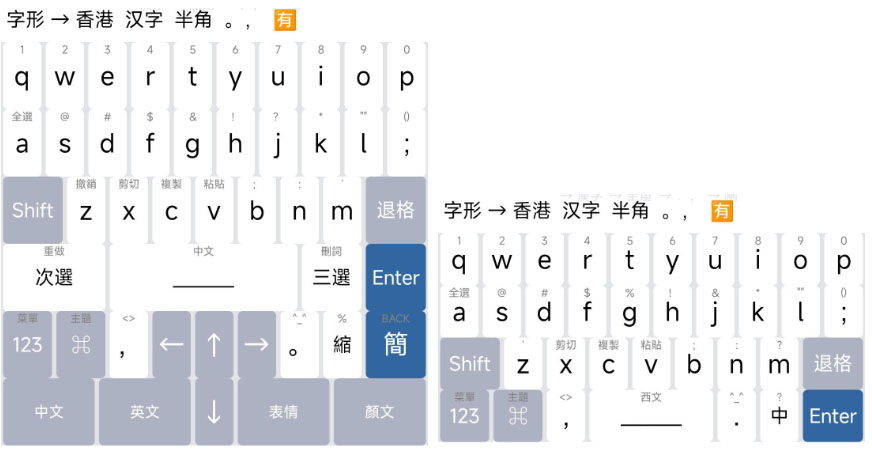 字形 → 香港 汉字 半角 。， 🈶
1 2 3 4 5 6 7 8 9 0
q w e r t y u i o p
全選 @ # $ & ! ? * "" ()
a s d f g h j k l ;
撤銷 剪切 複製 粘貼 ; : `
Shift z x c v b n m 退格
重做 中文 刪詞
次選 三選 Enter
菜單 主題 <> ^_^ % BACK
123 ⌘ , ← ↑ → 。 縮 簡
中文 英文 ↓ 表情 顏文
字形 → 香港 汉字 半角 。， 🈶
1 2 3 4 5 6 7 8 9 0
q w e r t y u i o p
全選 @ # $ % ! & * "" ()
a s d f g h j k l ;
` 剪切 複製 粘貼 ; : ?
Shift z x c v b n m 退格
菜單 主題 <> 西文 ^_^ ?
123 ⌘ , . 中 Enter